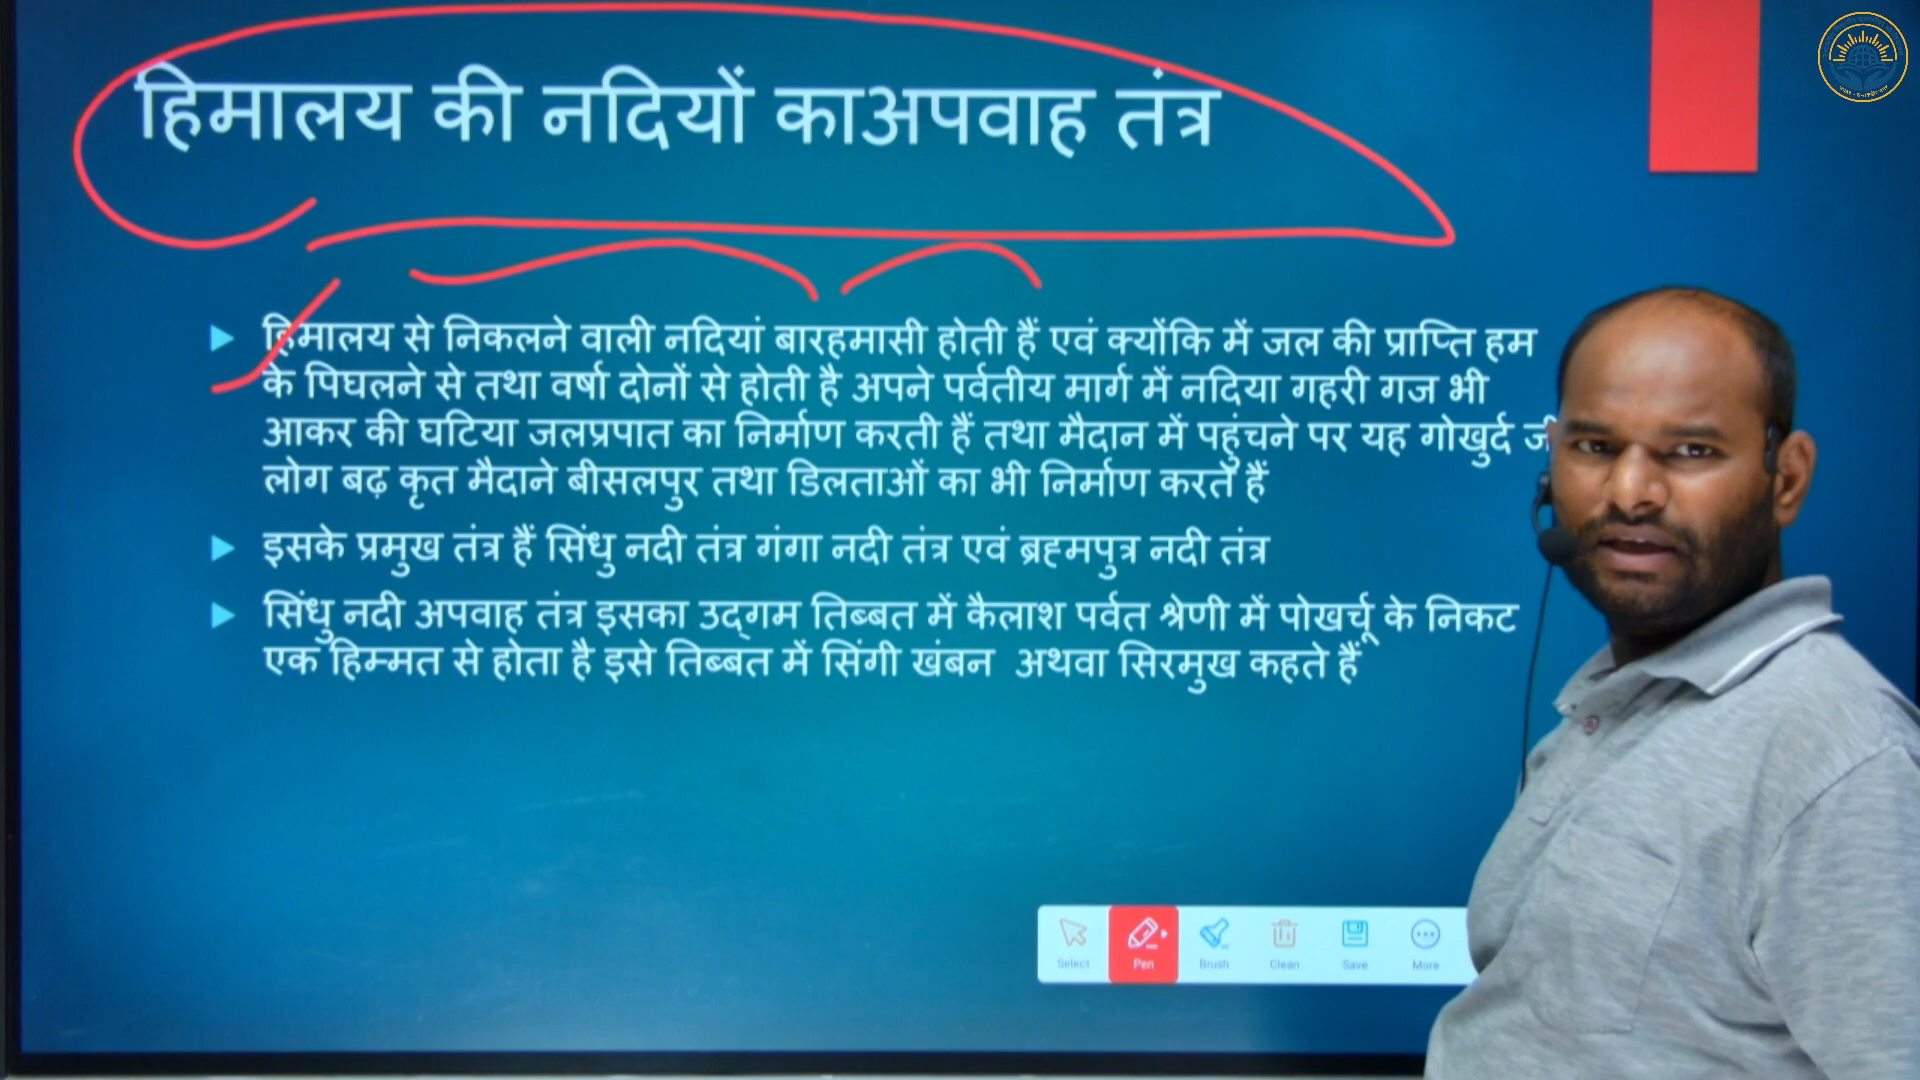 हिमालय की नदियों काअपवाह तंत्र
हिमालय से निकलने वाली नदियां बारहमासी होती हैं एवं क्योंकि में जल की प्राप्ति हम
के पिघलने से तथा वर्षा दोनों से होती है अपने पर्वतीय मार्ग में नदिया गहरी गज भी
आकर की घटिया जलप्रपात का निर्माण करती हैं तथा मैदान में पहुंचने पर यह गोखुर्द
लोग बढ़ कृत मैदाने बीसलपुर तथा डिलताओं का भी निर्माण करते हैं
इसके प्रमुख तंत्र हैं सिंधु नदी तंत्र गंगा नदी तंत्र एवं ब्रह्मपुत्र नदी तंत्र
सिंधु नदी अपवाह तंत्र इसका उद्गम तिब्बत में कैलाश पर्वत श्रेणी में पोखर्चू के निकट
एक हिम्मत से होता है इसे तिब्बत में सिंगी खंबन अथवा सिरमुख कहते हैं
Select Pen Brush Clean Save More